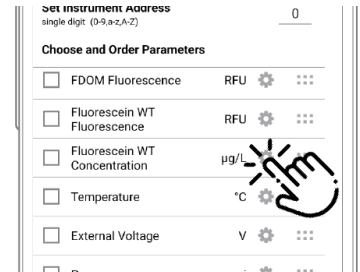 Set Instrument Address
single digit (0-9,a-z,A-Z)
0
Choose and Order Parameters
FDOM Fluorescence RFU
Fluorescein WT
Fluorescence RFU
Fluorescein WT
Concentration µg/L
Temperature °C
External Voltage V